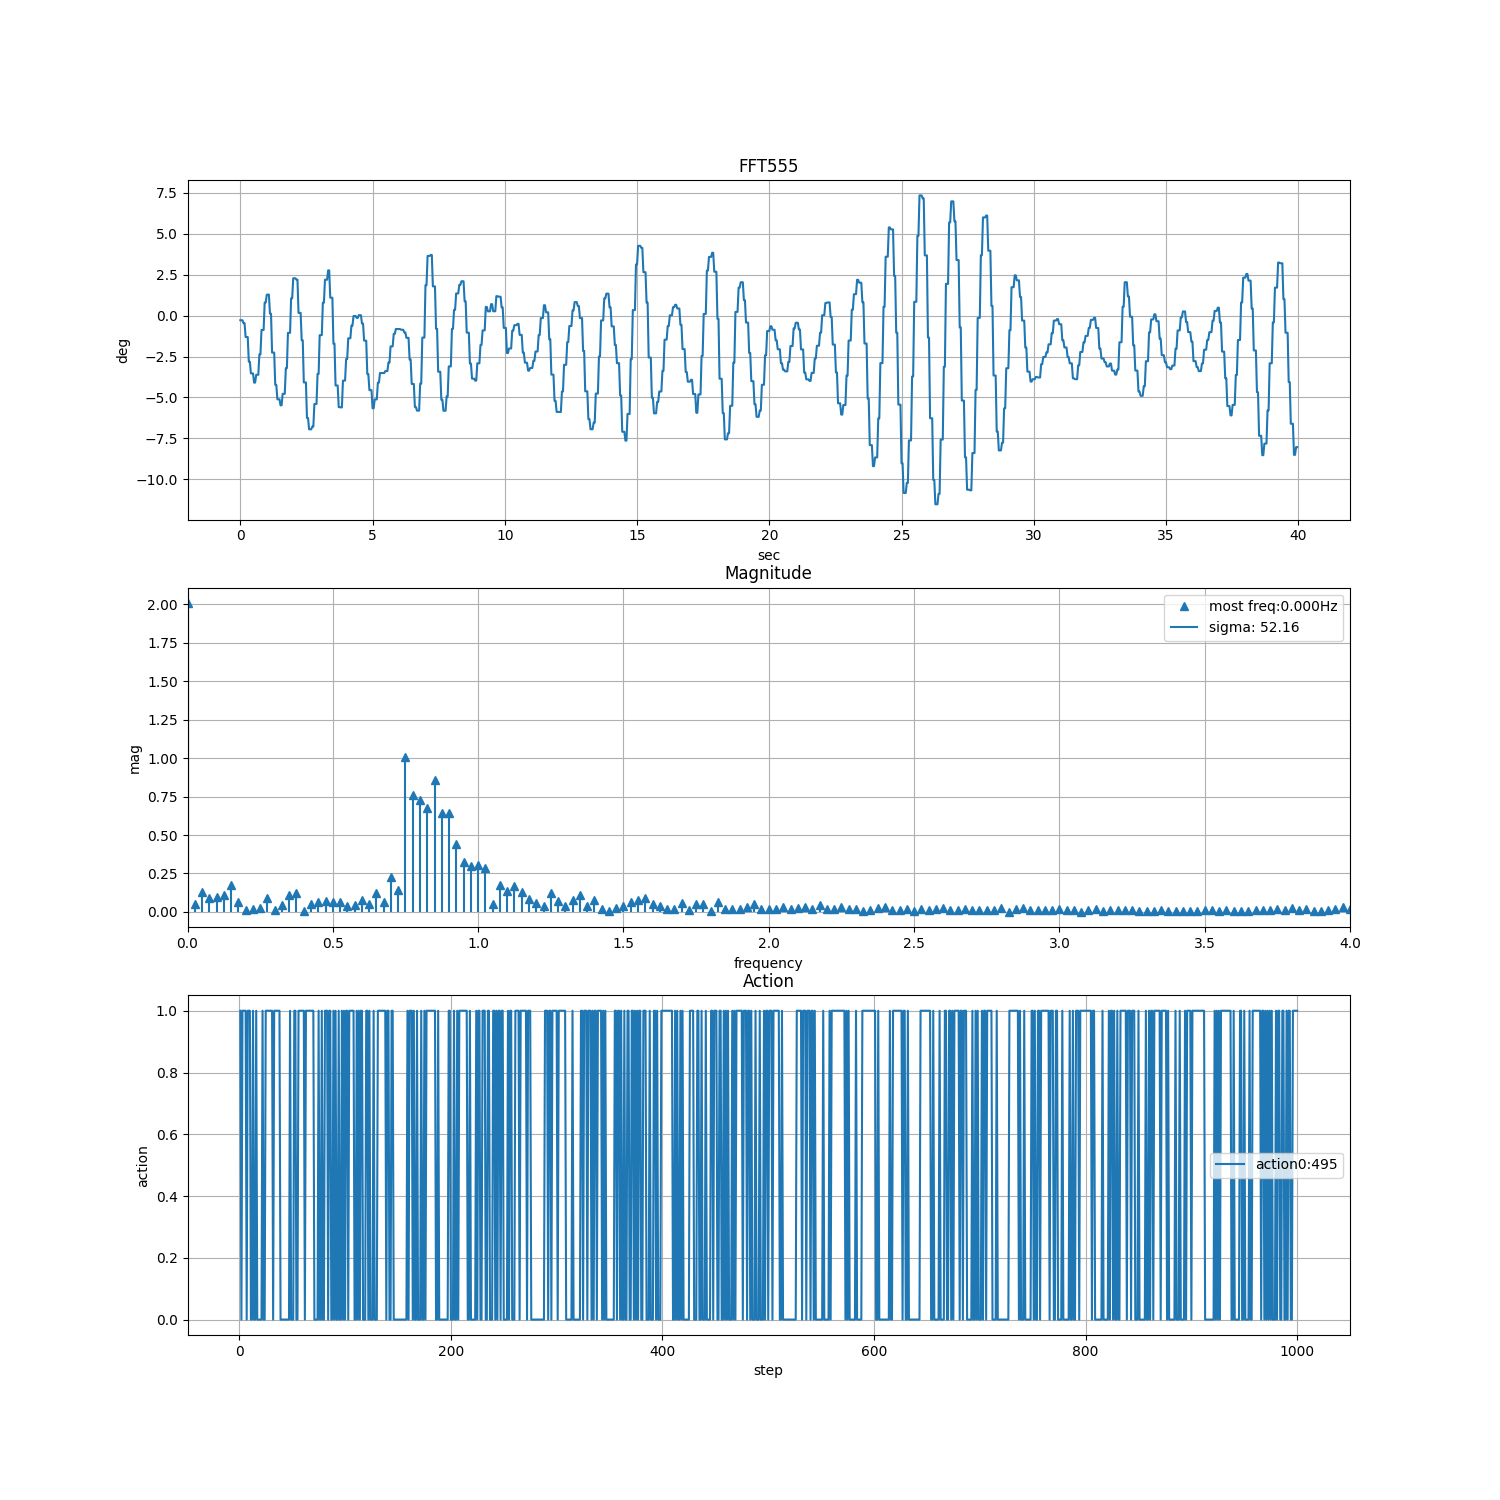 FFT555
7.5
5.0
2.5
0.0
−2.5
−5.0
−7.5
−10.0
deg
0 5 10 15 20 25 30 35 40
sec
Magnitude
2.00
1.75
1.50
1.25
1.00
0.75
0.50
0.25
0.00
mag
most freq:0.000Hz
sigma: 52.16
0.0 0.5 1.0 1.5 2.0 2.5 3.0 3.5 4.0
frequency
Action
1.0
0.8
0.6
0.4
0.2
0.0
action
action0:495
0 200 400 600 800 1000
step